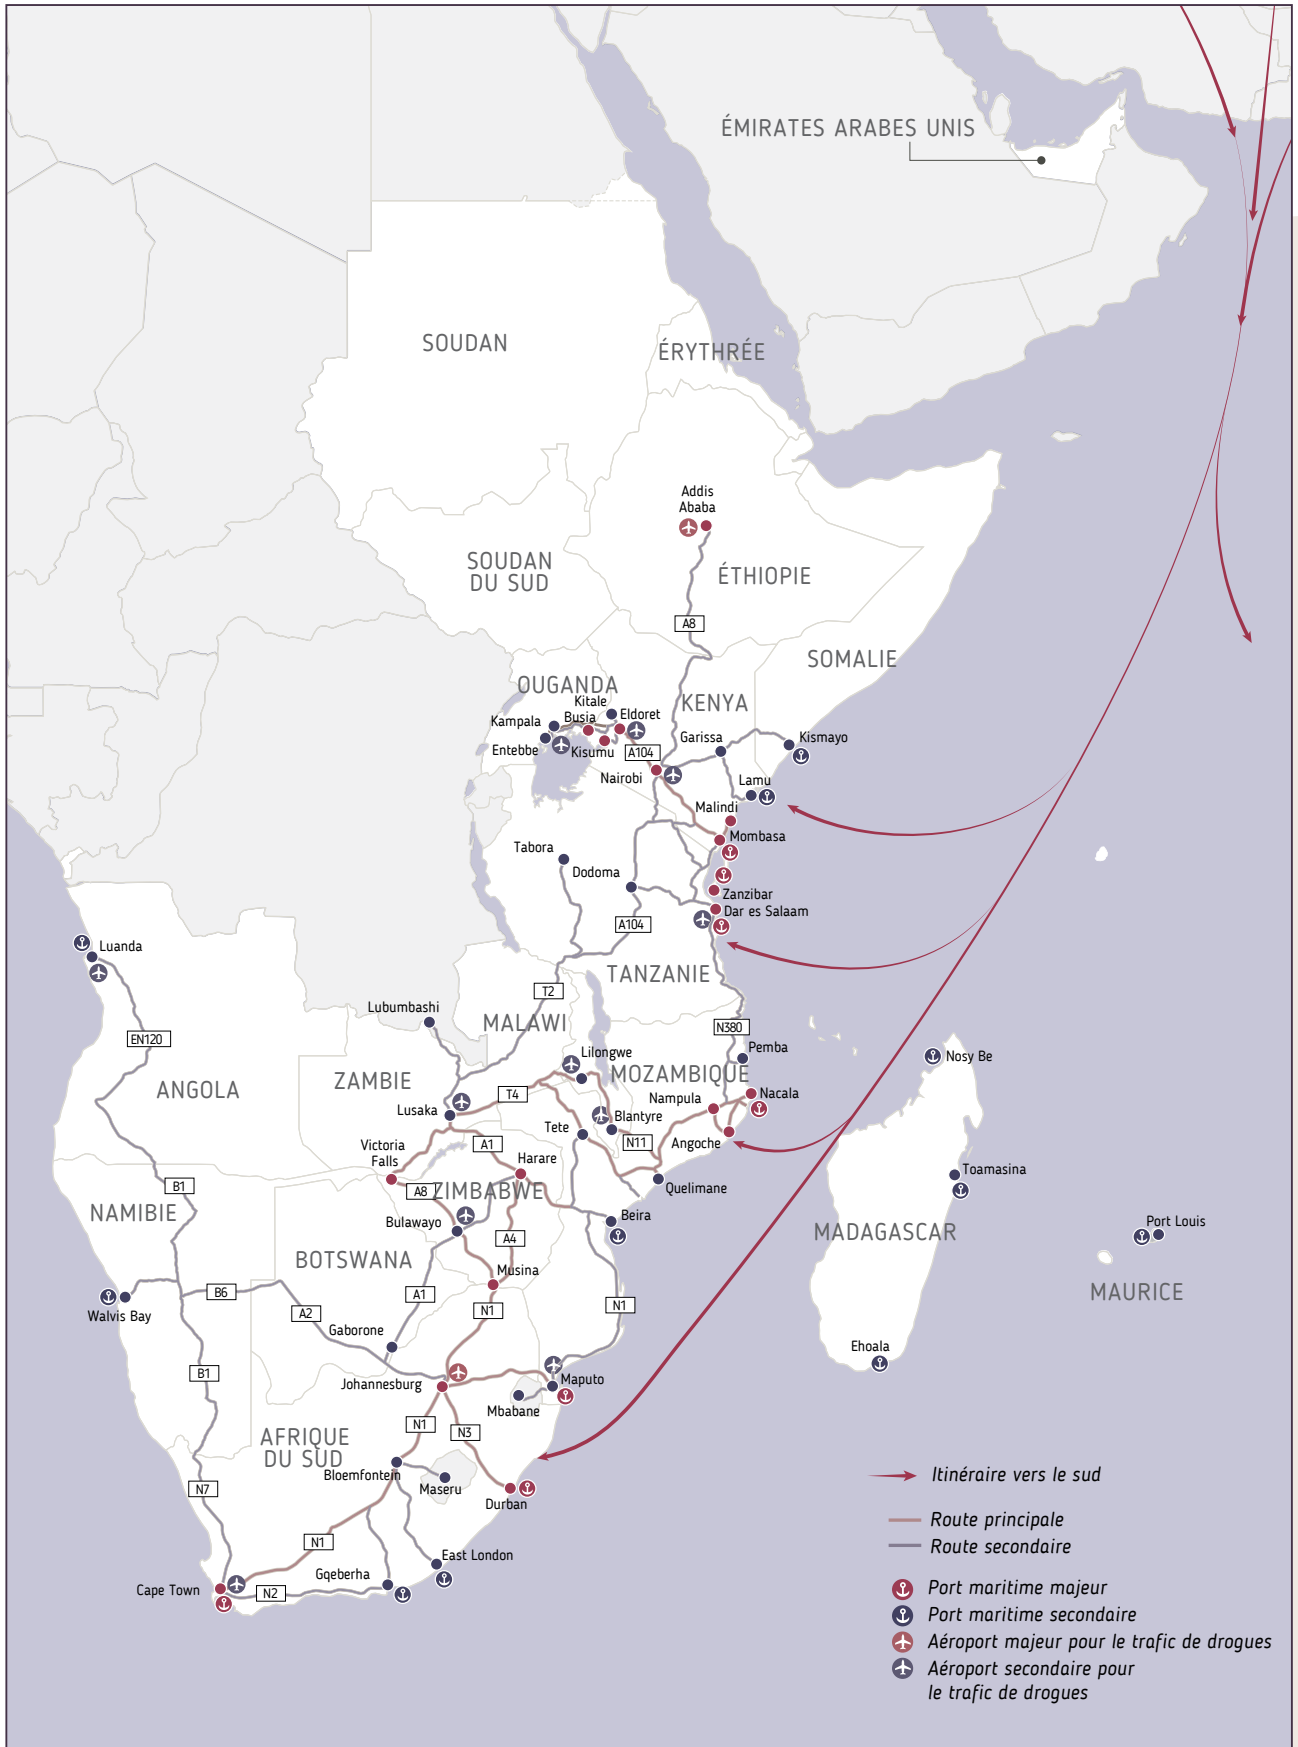 ÉMIRATES ARABES UNIS
SOUDAN
ÉRYTHRÉE
Addis
Ababa
SOUDAN
DU SUD
ÉTHIOPIE
A8
SOMALIE
OUGANDA
KENYA
Kitale
Kampala
Busia
Eldoret
Entebbe
Kisumu
A104
Garissa
Kismayo
Nairobi
Lamu
Malindi
Mombasa
Tabora
Dodoma
Zanzibar
Dar es Salaam
A104
Luanda
TANZANIE
T2
Lubumbashi
MALAWI
N380
EN120
Pemba
Lilongwe
Nosy Be
ANGOLA
ZAMBIE
MOZAMBIQUE
T4
Nampula
Nacala
Lusaka
Blantyre
Tete
Angoche
Victoria
Falls
A1
N11
Harare
Toamasina
B1
A8
ZIMBABWE
Quelimane
NAMIBIE
Bulawayo
Beira
Port Louis
MADAGASCAR
BOTSWANA
A4
Musina
MAURICE
B6
A1
Walvis Bay
A2
N1
N1
Gaborone
Ehoala
B1
Johannesburg
Maputo
Mbabane
N1
N3
AFRIQUE
DU SUD
Bloemfontein
Maseru
N7
Durban
N1
East London
Gqeberha
Cape Town
N2
Itinéraire vers le sud
Route principale
Route secondaire
Port maritime majeur
Port maritime secondaire
Aéroport majeur pour le trafic de drogues
Aéroport secondaire pour
le trafic de drogues